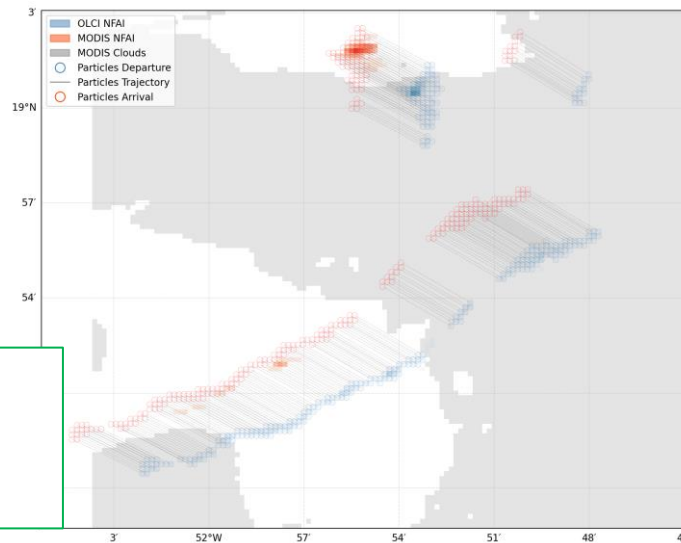 3′
OLCI NFAI
MODIS NFAI
MODIS Clouds
Particles Departure
Particles Trajectory
Particles Arrival
19°N
57′
54′
3′ 52°W 57′ 54′ 51′ 48′ 4